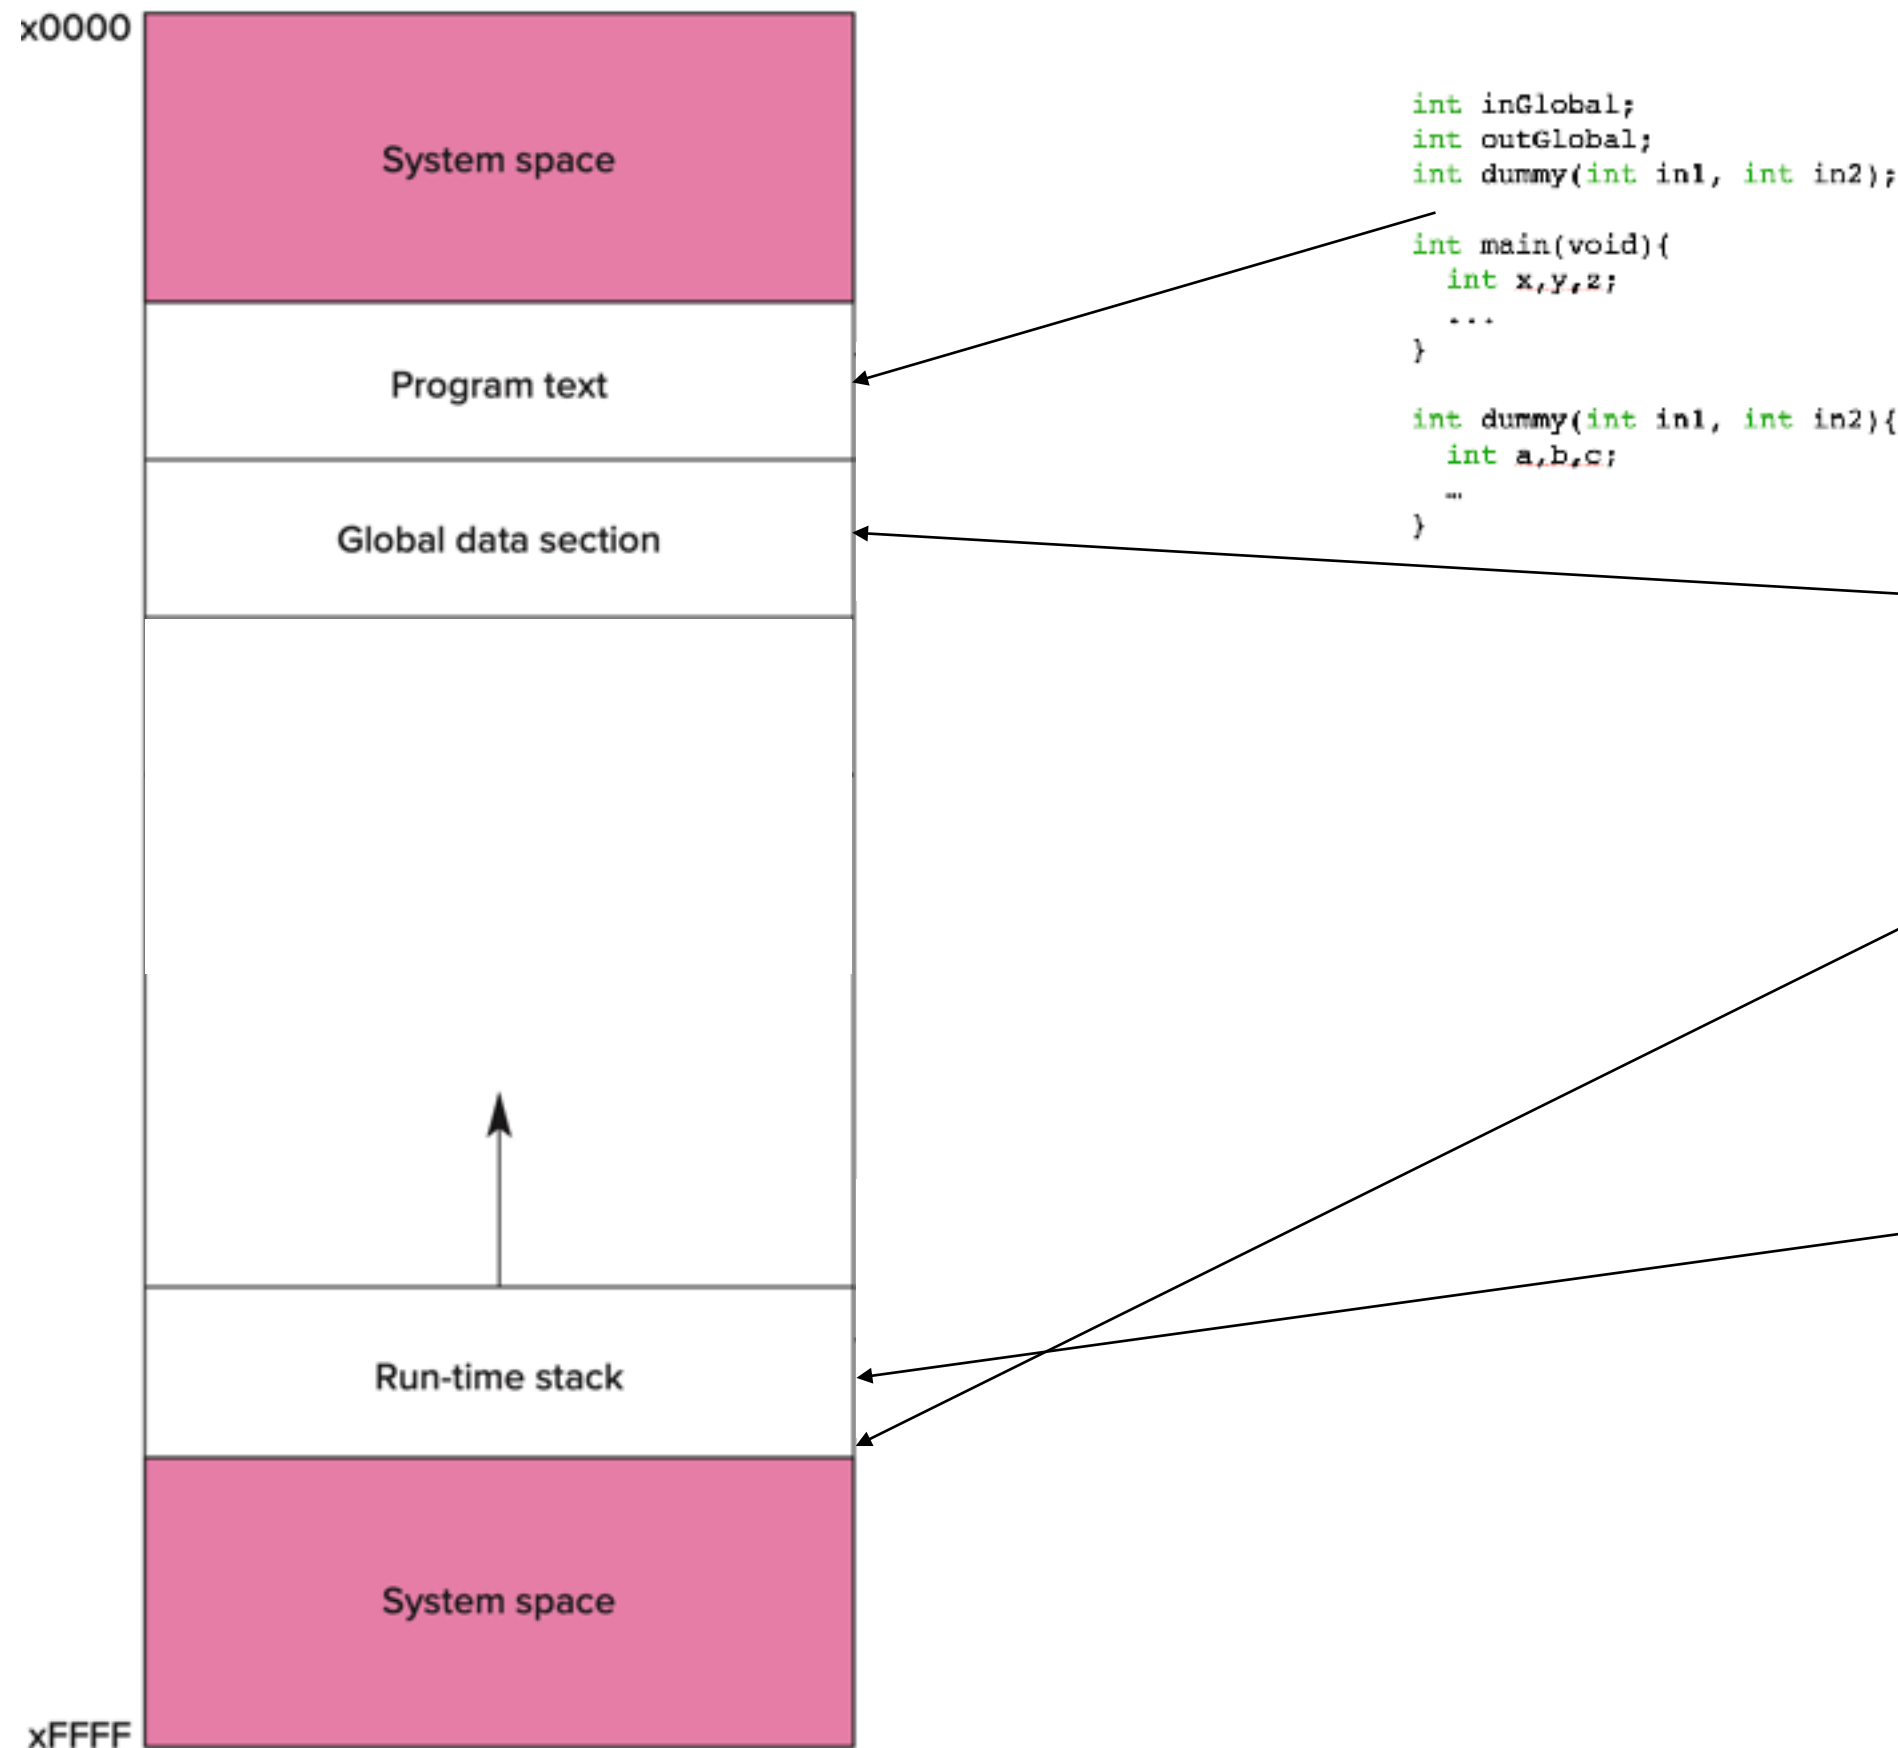 x0000
System space
Program text
Global data section
Run-time stack
System space
xFFFF
int inGlobal;
int outGlobal;
int dummy(int in1, int in2);
int main(void){
int x,y,z;
...
}
int dummy(int in1, int in2){
int a,b,c;
…
}